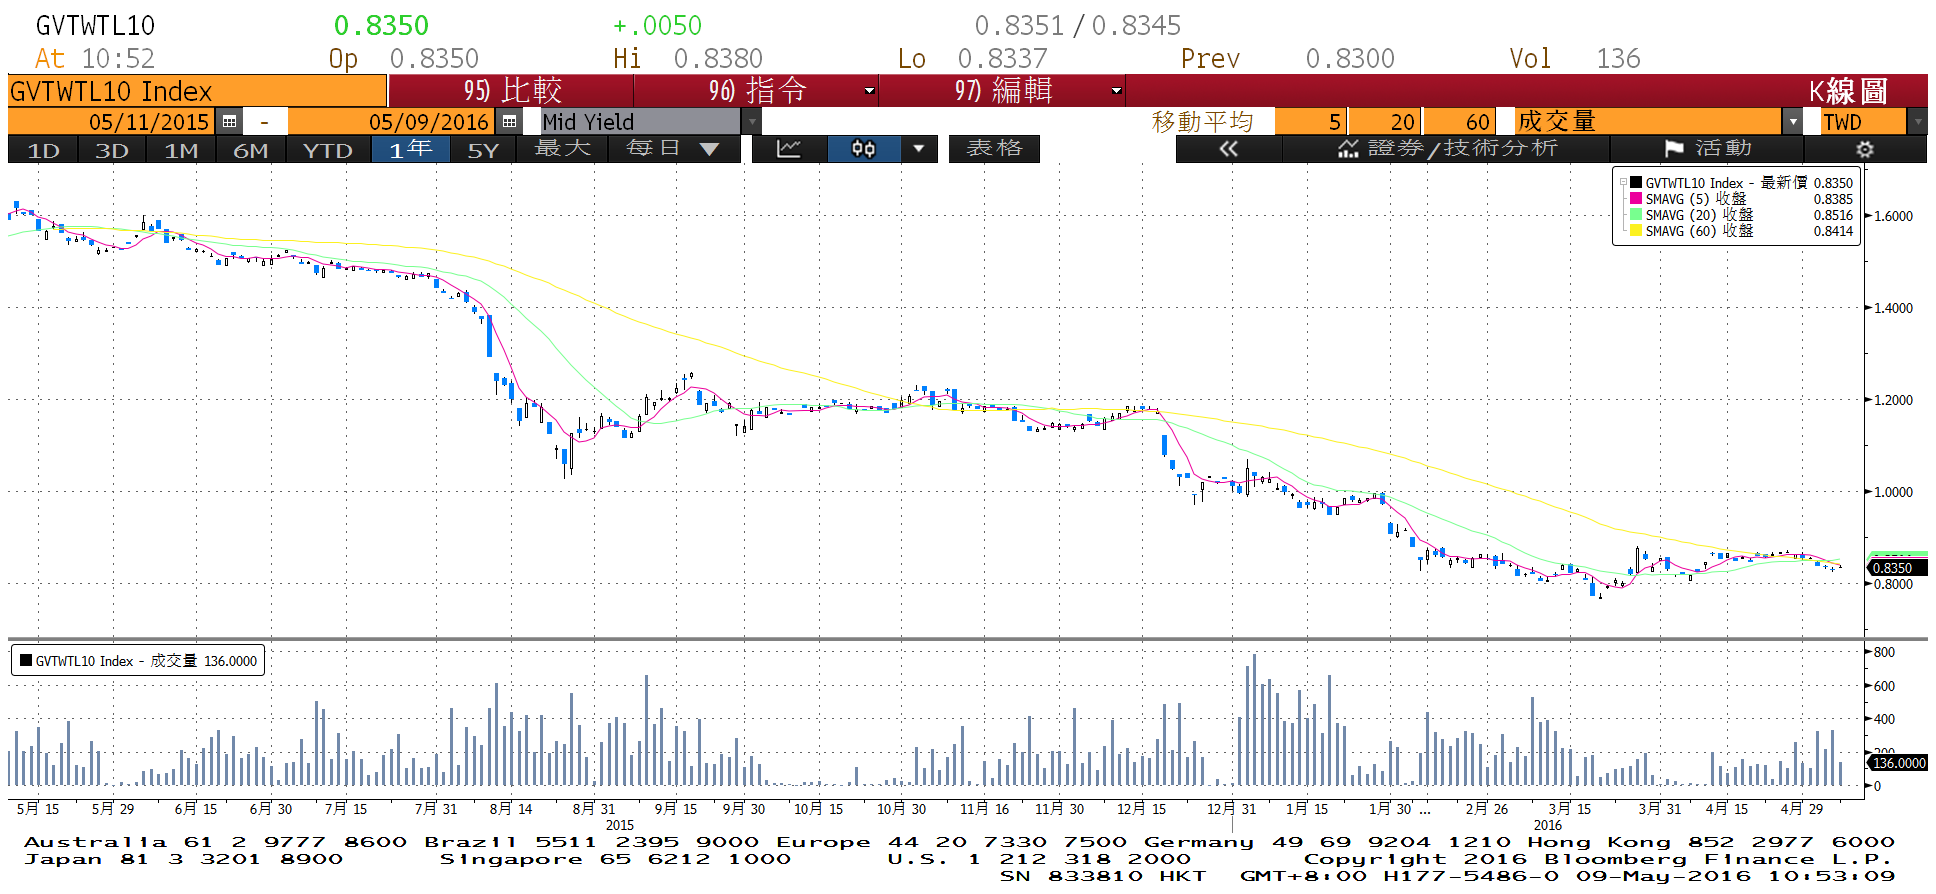 GVTWTL10 0.8350 +.0050 0.8351 / 0.8345
At 10:52 Op 0.8350 Hi 0.8380 Lo 0.8337 Prev 0.8300 Vol 136
GVTWTL10 Index 95) 比較 96) 指令 97) 編輯 K線圖
05/11/2015 - 05/09/2016 Mid Yield 移動平均 5 20 60 成交量 TWD
1D 3D 1M 6M YTD 1年 5Y 最大 每日 表格 證券/技術分析 活動
GVTWTL10 Index - 最新價 0.8350
SMAVG (5) 收盤 0.8385
SMAVG (20) 收盤 0.8516
SMAVG (60) 收盤 0.8414
1.6000
1.4000
1.2000
1.0000
0.8350
0.8000
GVTWTL10 Index - 成交量 136.0000
800
600
400
200
136.0000
0
5月 15 5月 29 6月 15 6月 30 7月 15 7月 31 8月 14 8月 31 9月 15 9月 30 10月 15 10月 30 11月 16 11月 30 12月 15 12月 31 1月 15 1月 30 ... 2月 26 3月 15 3月 31 4月 15 4月 29
2015 2016
Australia 61 2 9777 8600 Brazil 5511 2395 9000 Europe 44 20 7330 7500 Germany 49 69 9204 1210 Hong Kong 852 2977 6000
Japan 81 3 3201 8900 Singapore 65 6212 1000 U.S. 1 212 318 2000 Copyright 2016 Bloomberg Finance L.P.
SN 833810 HKT GMT+8:00 H177-5486-0 09-May-2016 10:53:09